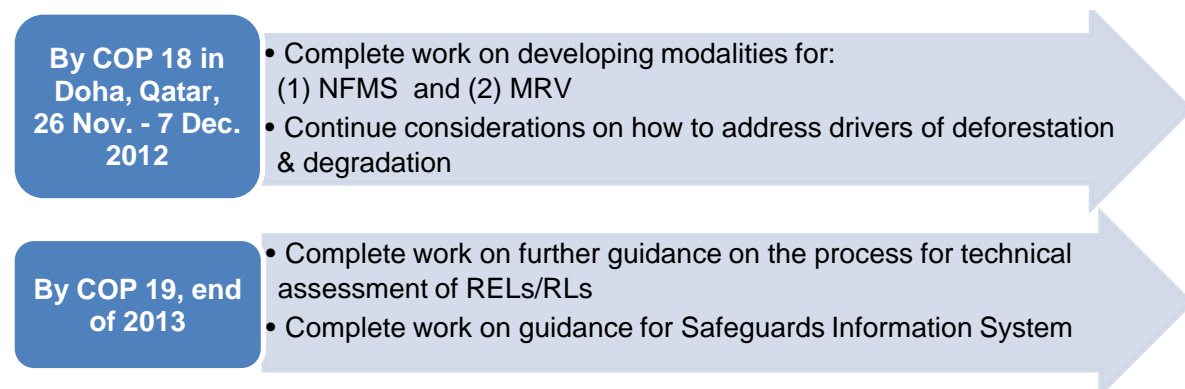 By COP 18 in
Doha, Qatar,
26 Nov. - 7 Dec.
2012
• Complete work on developing modalities for:
(1) NFMS and (2) MRV
• Continue considerations on how to address drivers of deforestation
& degradation
By COP 19, end
of 2013
• Complete work on further guidance on the process for technical
assessment of RELs/RLs
• Complete work on guidance for Safeguards Information System